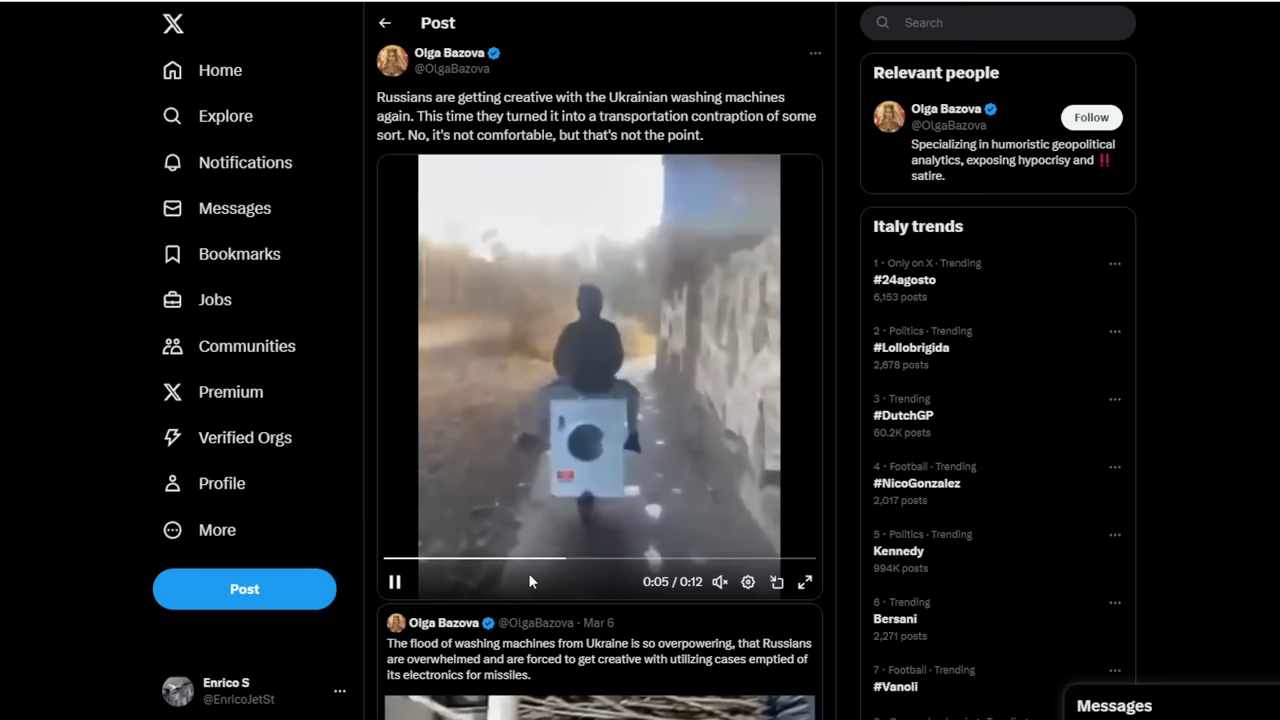 Home
Explore
Notifications
Messages
Bookmarks
Jobs
Communities
Premium
Verified Orgs
Profile
More
Post
Enrico S
@EnricoJetSt
Post
Olga Bazova
@OlgaBazova
Russians are getting creative with the Ukrainian washing machines
again. This time they turned it into a transportation contraption of some
sort. No, it's not comfortable, but that's not the point.
0:05 / 0:12
Olga Bazova @OlgaBazova · Mar 6
The flood of washing machines from Ukraine is so overpowering, that Russians
are overwhelmed and are forced to get creative with utilizing cases emptied of
its electronics for missiles.
Search
Relevant people
Olga Bazova
@OlgaBazova
Follow
Specializing in humoristic geopolitical
analytics, exposing hypocrisy and ‼️
satire.
Italy trends
1 · Only on X · Trending
#24agosto
6,153 posts
2 · Politics · Trending
#Lollobrigida
2,678 posts
3 · Trending
#DutchGP
60.2K posts
4 · Football · Trending
#NicoGonzalez
2,017 posts
5 · Politics · Trending
Kennedy
994K posts
6 · Trending
Bersani
2,271 posts
7 · Football · Trending
#Vanoli
Messages